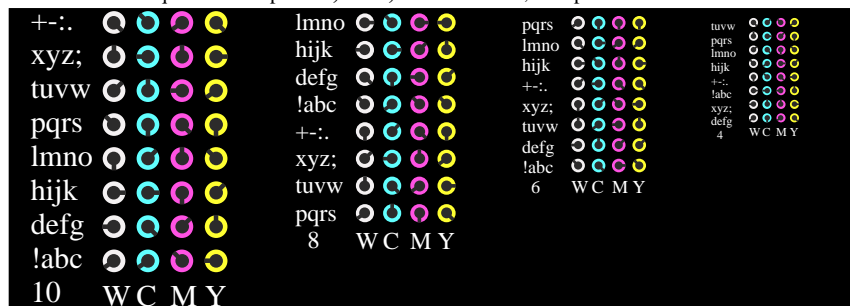 +-:.
xyz;
tuvw
pqrs
lmno
hijk
defg
!abc
10 W C M Y
lmno
hijk
defg
!abc
+-:.
xyz;
tuvw
pqrs
8 W C M Y
pqrs
lmno
hijk
+-:.
xyz;
tuvw
defg
!abc
6 W C M Y
tuvw
pqrs
lmno
hijk
+-:.
!abc
xyz;
defg
4 W C M Y